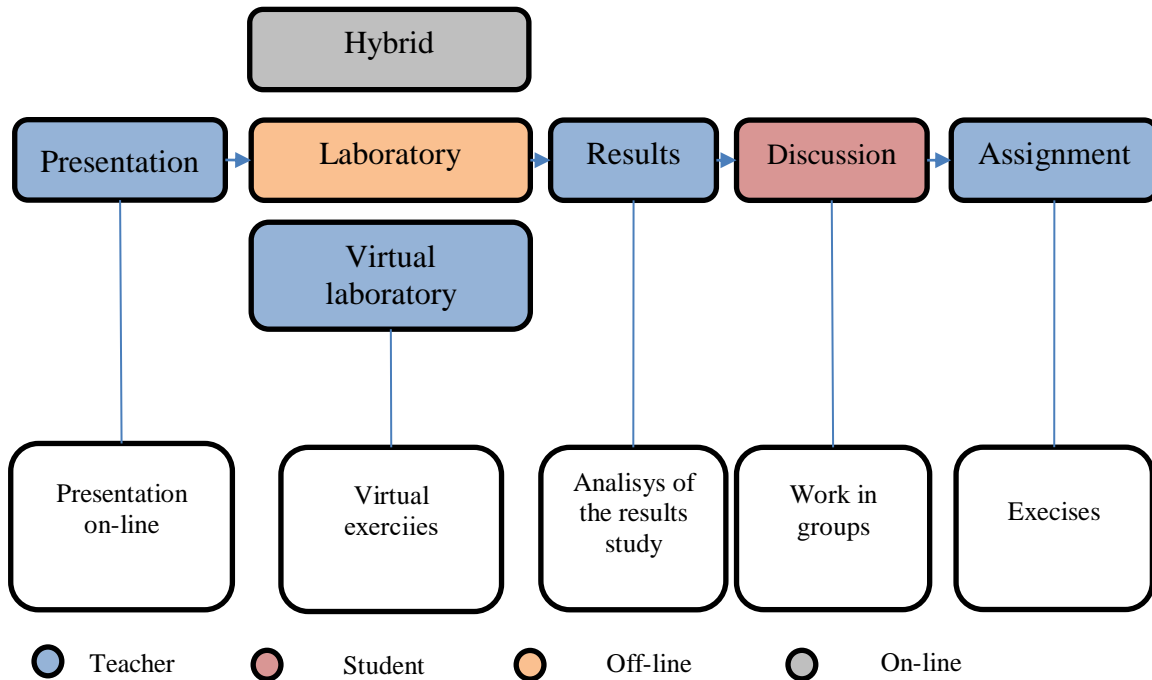 Hybrid
Presentation
Laboratory
Results
Discussion
Assignment
Virtual
laboratory
Presentation
on-line
Virtual
exerciies
Analisys of
the results
study
Work in
groups
Execises
Teacher
Student
Off-line
On-line